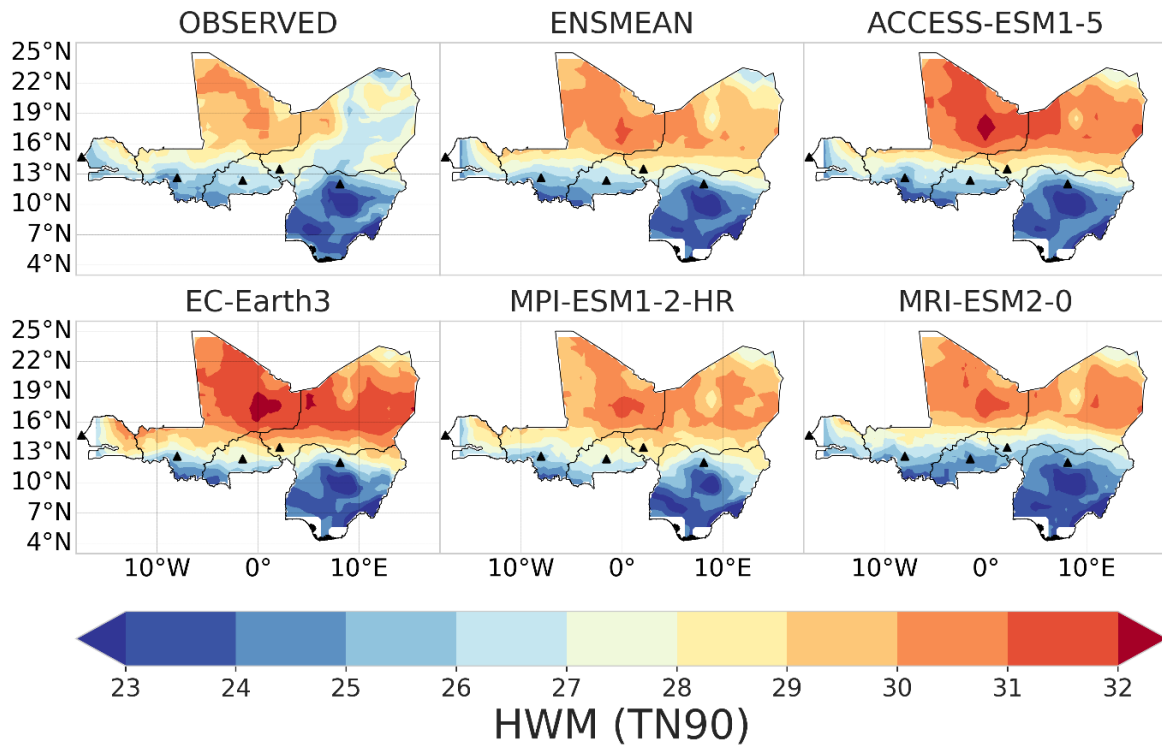 OBSERVED ENSMEAN ACCESS-ESM1-5
25°N
22°N
19°N
16°N
13°N
10°N
7°N
4°N
EC-Earth3 MPI-ESM1-2-HR MRI-ESM2-0
25°N
22°N
19°N
16°N
13°N
10°N
7°N
4°N
10°W 0° 10°E 10°W 0° 10°E 10°W 0° 10°E
23 24 25 26 27 28 29 30 31 32
HWM (TN90)